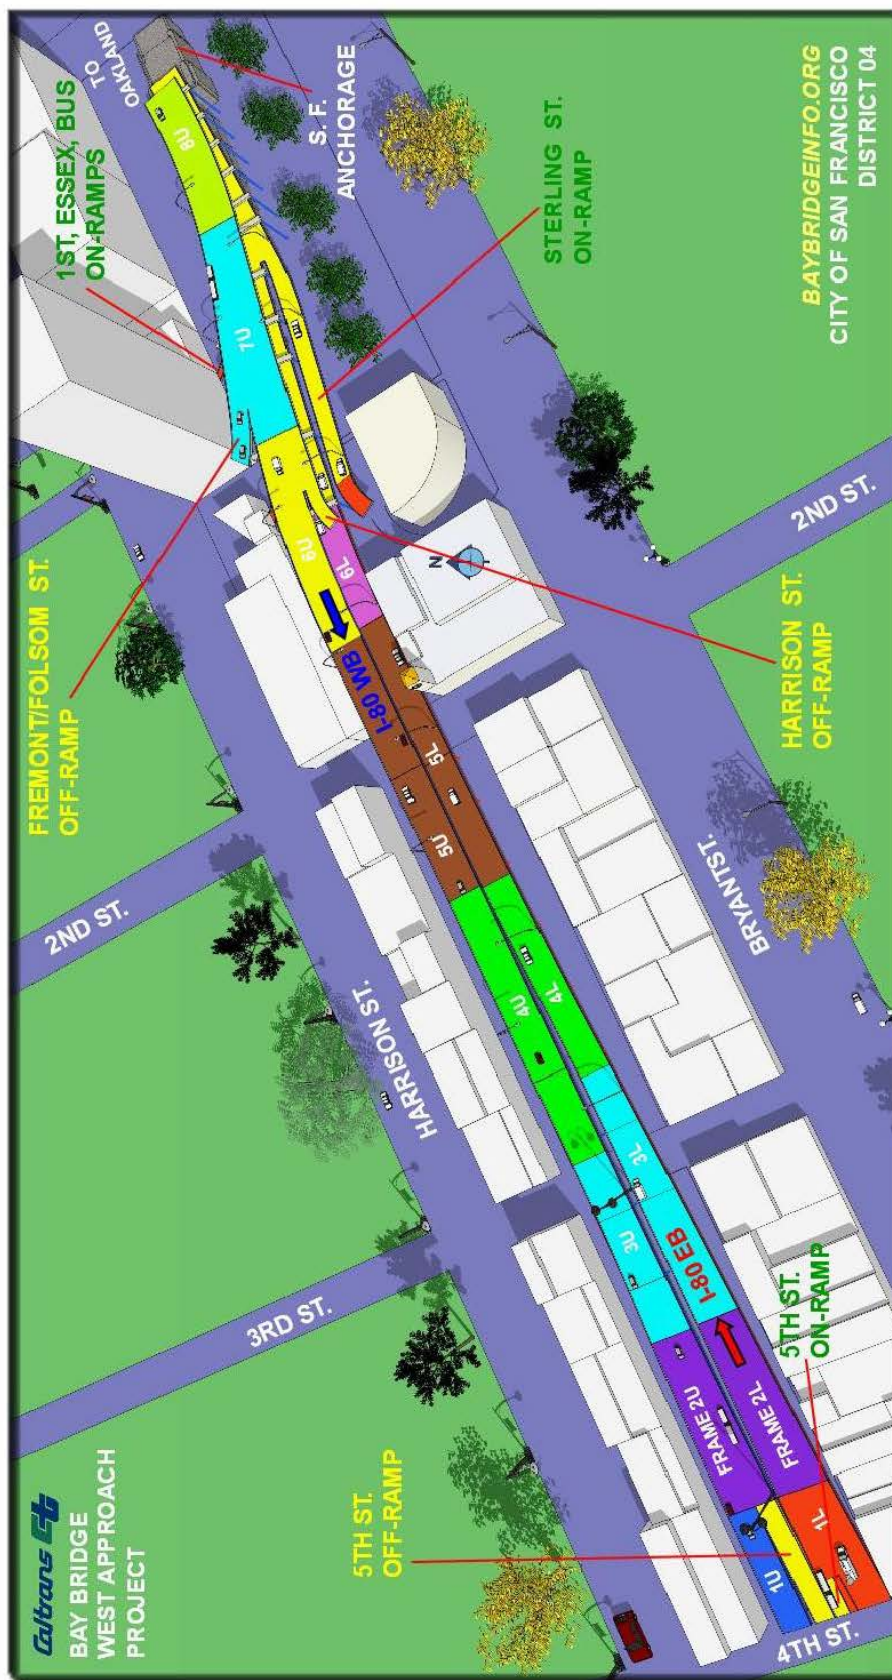 Caltrans
BAY BRIDGE
WEST APPROACH
PROJECT
3RD ST.
2ND ST.
FREMONT/FOLSOM ST.
OFF-RAMP
1ST, ESSEX, BUS
ON-RAMPS
TO
OAKLAND
S. F.
ANCHORAGE
STERLING ST.
ON-RAMP
HARRISON ST.
OFF-RAMP
HARRISON ST.
5TH ST.
OFF-RAMP
5TH ST.
ON-RAMP
4TH ST.
BRYANTST.
2ND ST.
1U
1L
FRAME 2U
FRAME 2L
3U
3L
4U
4L
5U
5L
6U
6L
7U
8U
I-80 WB
I-80 EB
N
BAYBRIDGEINFO.ORG
CITY OF SAN FRANCISCO
DISTRICT 04